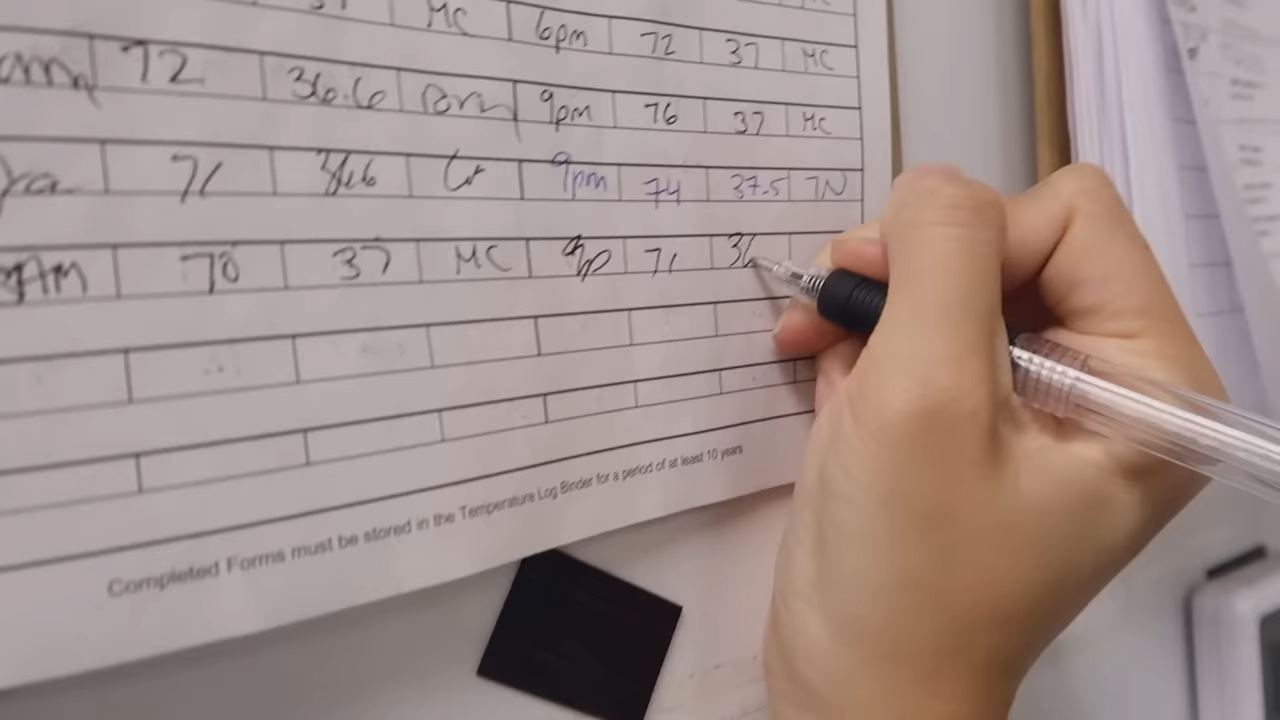 37 MC 6pm 72 37 MC
72 36.6 9pm 76 37 MC
71 36.6 9pm 74 37.5 TN
AM 70 37 MC 9p 71 36
Completed Forms must be stored in the Temperature Log Binder for a period of at least 10 years